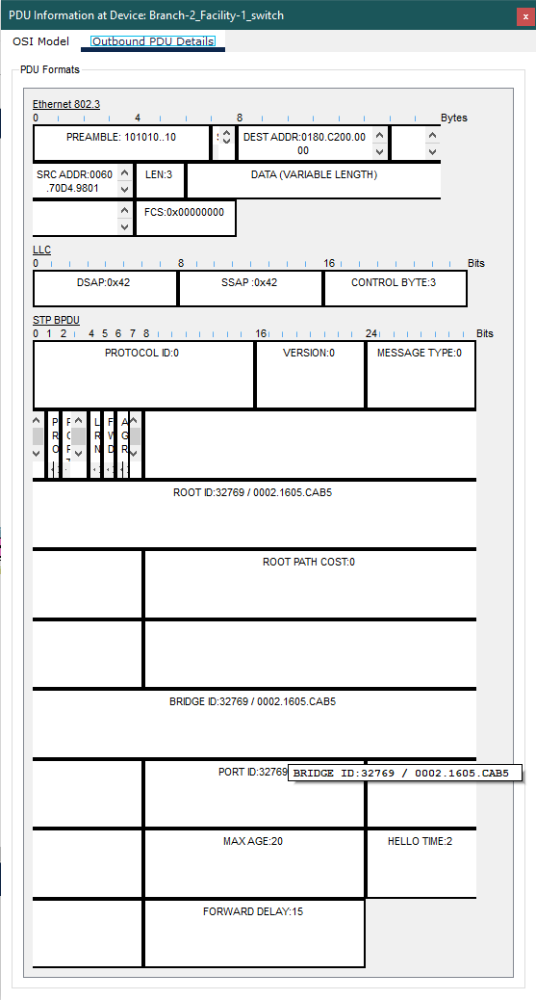 PDU Information at Device: Branch-2_Facility-1_switch
x
OSI Model Outbound PDU Details
PDU Formats
Ethernet 802.3
0 4 8 Bytes
PREAMBLE: 101010..10 DEST ADDR:0180.C200.00
00
SRC ADDR:0060 LEN:3 DATA (VARIABLE LENGTH)
.70D4.9801
FCS:0x00000000
LLC
0 8 16 Bits
DSAP:0x42 SSAP :0x42 CONTROL BYTE:3
STP BPDU
0 1 2 4 5 6 7 8 16 24 Bits
PROTOCOL ID:0 VERSION:0 MESSAGE TYPE:0
P L F A
R R W G
O N D R
ROOT ID:32769 / 0002.1605.CAB5
ROOT PATH COST:0
BRIDGE ID:32769 / 0002.1605.CAB5
PORT ID:32769 BRIDGE ID:32769 / 0002.1605.CAB5
MAX AGE:20 HELLO TIME:2
FORWARD DELAY:15